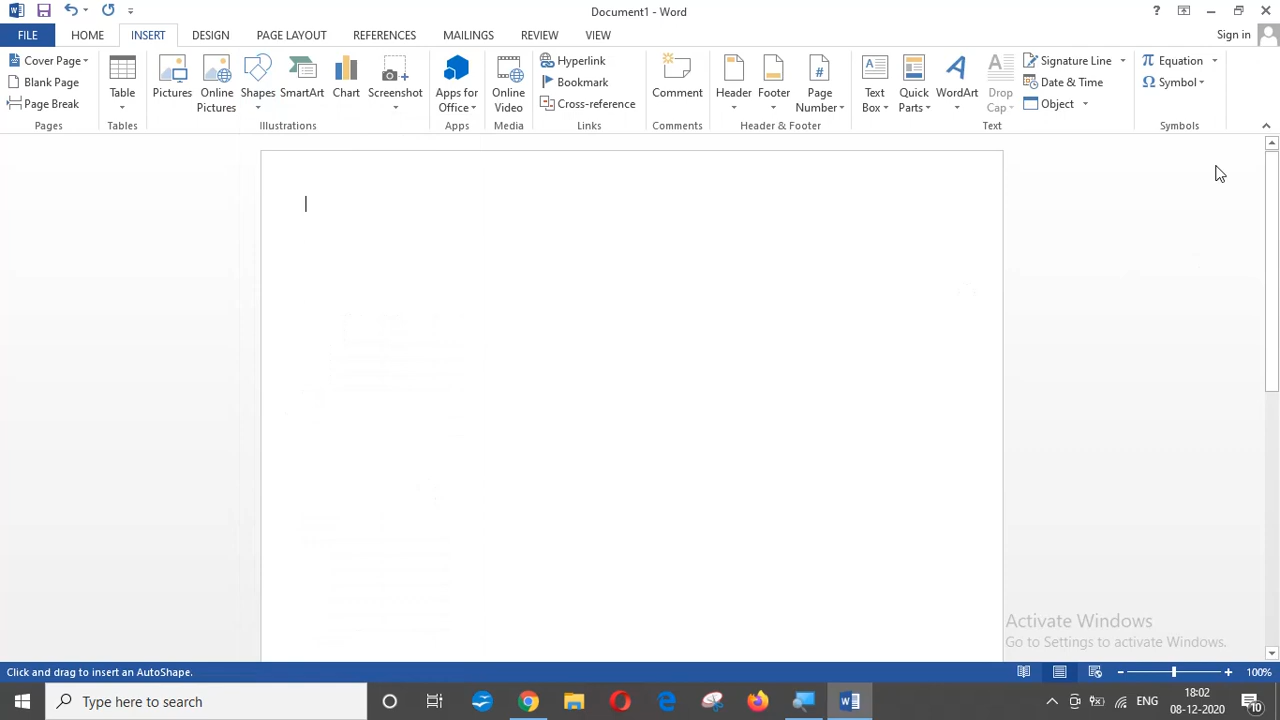 Document1 - Word
?
FILE HOME INSERT DESIGN PAGE LAYOUT REFERENCES MAILINGS REVIEW VIEW Sign in
Cover Page
Blank Page
Page Break
Pages
Table
Tables
Pictures
Online
Pictures
Shapes
SmartArt
Chart
Screenshot
Illustrations
Apps for
Office
Apps
Online
Video
Media
Hyperlink
Bookmark
Cross-reference
Links
Comment
Comments
Header
Footer
Page
Number
Header & Footer
Text
Box
Quick
Parts
WordArt
Drop
Cap
Signature Line
Date & Time
Object
Text
π Equation
Ω Symbol
Symbols
Activate Windows
Go to Settings to activate Windows.
Click and drag to insert an AutoShape.
100%
Type here to search
ENG
18:02
08-12-2020
10